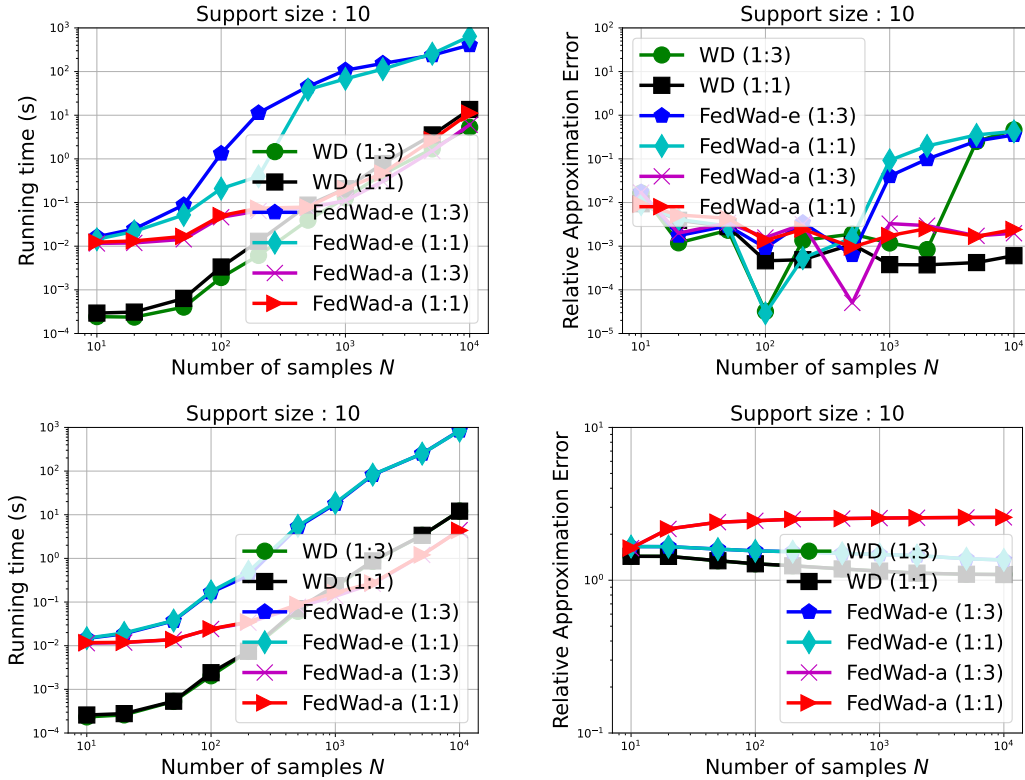 Support size : 10
Running time (s)
10³
10²
10¹
10⁰
10⁻¹
10⁻²
10⁻³
10⁻⁴
WD (1:3)
WD (1:1)
FedWad-e (1:3)
FedWad-e (1:1)
FedWad-a (1:3)
FedWad-a (1:1)
10¹ 10² 10³ 10⁴
Number of samples N
Support size : 10
Relative Approximation Error
10¹
10⁰
10⁻¹
10⁻²
10⁻³
10⁻⁴
10⁻⁵
WD (1:3)
WD (1:1)
FedWad-e (1:3)
FedWad-a (1:1)
FedWad-a (1:3)
FedWad-a (1:1)
10¹ 10² 10³ 10⁴
Number of samples N
Support size : 10
Running time (s)
10³
10²
10¹
10⁰
10⁻¹
10⁻²
10⁻³
10⁻⁴
WD (1:3)
WD (1:1)
FedWad-e (1:3)
FedWad-e (1:1)
FedWad-a (1:3)
FedWad-a (1:1)
10¹ 10² 10³ 10⁴
Number of samples N
Support size : 10
Relative Approximation Error
10¹
10⁰
10⁻¹
WD (1:3)
WD (1:1)
FedWad-e (1:3)
FedWad-e (1:1)
FedWad-a (1:3)
FedWad-a (1:1)
10¹ 10² 10³ 10⁴
Number of samples N